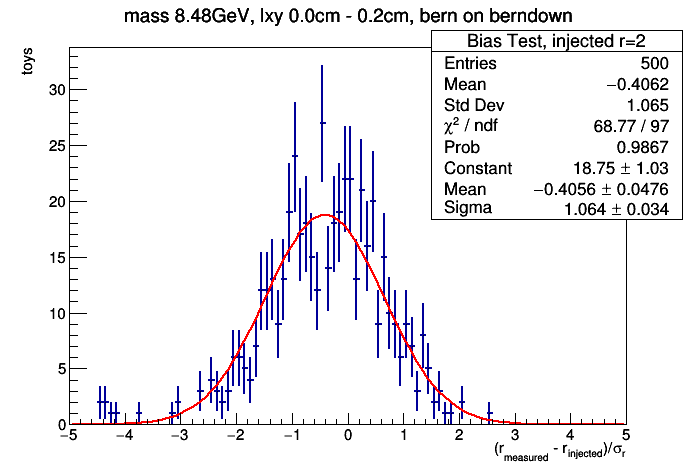 mass 8.48GeV, lxy 0.0cm - 0.2cm, bern on berndown
Bias Test, injected r=2
Entries 500
Mean −0.4062
Std Dev 1.065
χ² / ndf 68.77 / 97
Prob 0.9867
Constant 18.75 ± 1.03
Mean −0.4056 ± 0.0476
Sigma 1.064 ± 0.034
toys
30
25
20
15
10
5
0
−5 −4 −3 −2 −1 0 1 2 3 4 5
(r_measured - r_injected)/σ_r